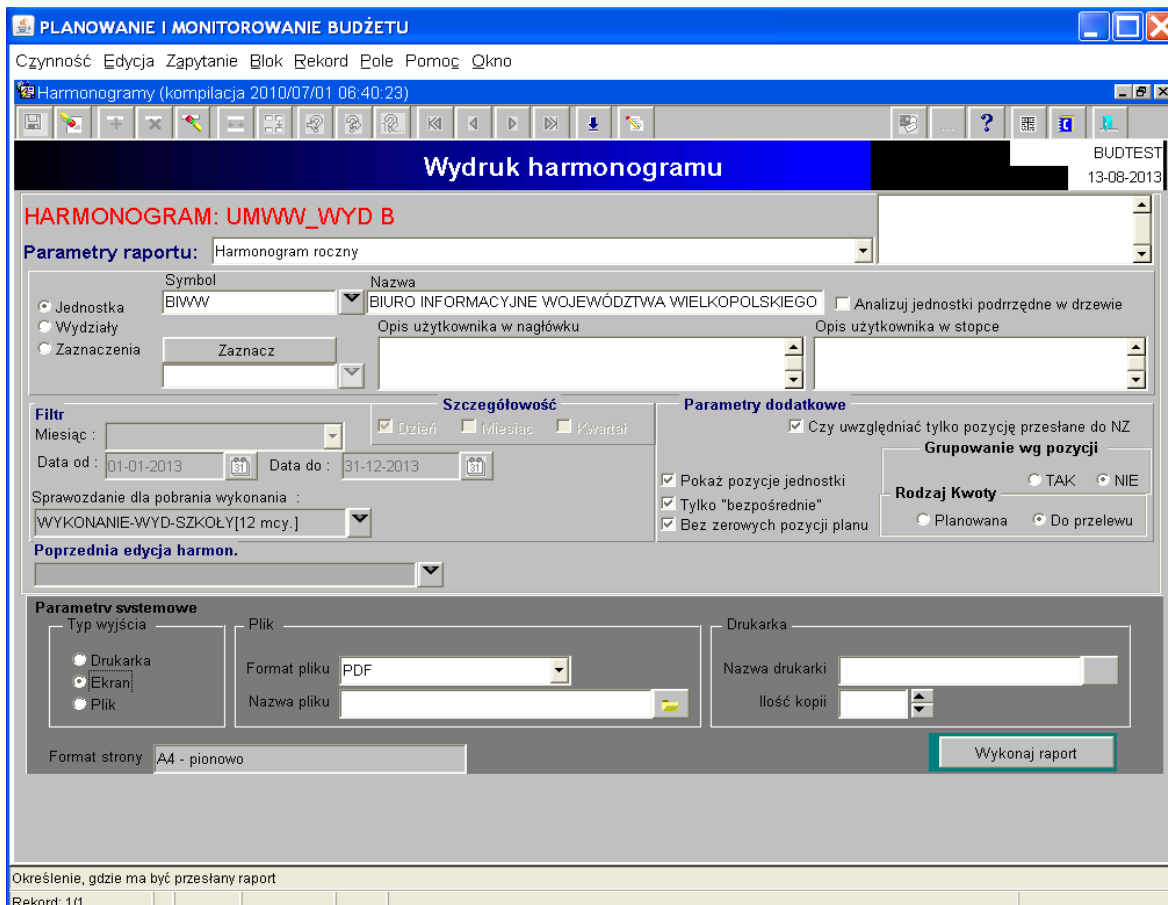 PLANOWANIE I MONITOROWANIE BUDŻETU
Czynność Edycja Zapytanie Blok Rekord Pole Pomoc Okno
Harmonogramy (kompilacja 2010/07/01 06:40:23)
Wydruk harmonogramu
BUDTEST
13-08-2013
HARMONOGRAM: UMWW_WYD B
Parametry raportu: Harmonogram roczny
Symbol Nazwa
Jednostka BIWW BIURO INFORMACYJNE WOJEWÓDZTWA WIELKOPOLSKIEGO Analizuj jednostki podrrzędne w drzewie
Wydziały Opis użytkownika w nagłówku Opis użytkownika w stopce
Zaznaczenia Zaznacz
Filtr Szczegółowość Parametry dodatkowe
Miesiąc : Dzień Miesiąc Kwartał Czy uwzględniać tylko pozycję przesłane do NZ
Grupowanie wg pozycji
Data od : 01-01-2013 31 Data do : 31-12-2013 31
Pokaż pozycje jednostki TAK NIE
Sprawozdanie dla pobrania wykonania :
Tylko "bezpośrednie" Rodzaj Kwoty
WYKONANIE-WYD-SZKOŁY[12 mcy.] Bez zerowych pozycji planu Planowana Do przelewu
Poprzednia edycja harmon.
Parametry systemowe
Typ wyjścia Plik Drukarka
Drukarka Format pliku PDF Nazwa drukarki
Ekran
Plik Nazwa pliku Ilość kopii
Format strony A4 - pionowo Wykonaj raport
Określenie, gdzie ma być przesłany raport
Rekord: 1/1